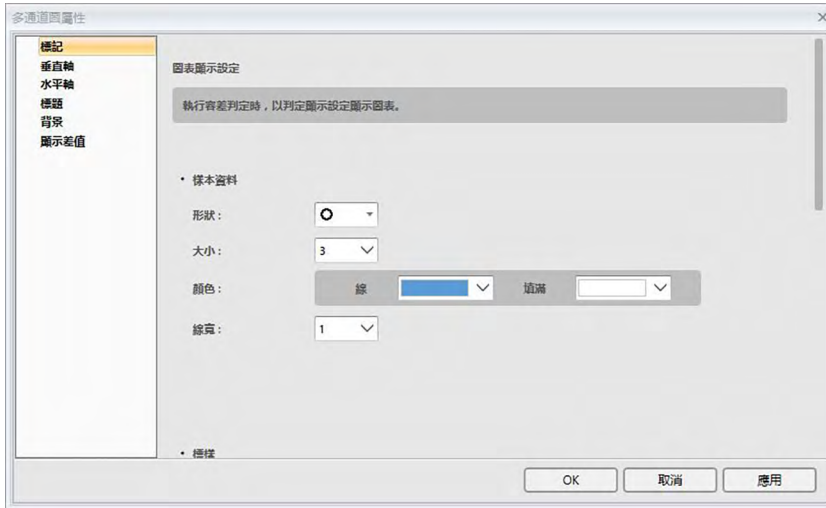 多通道圖屬性
標記
垂直軸
水平軸
標題
背景
顯示差值
圖表顯示設定
執行容差判定時，以判定顯示設定顯示圖表。
• 樣本資料
形狀：
大小： 3
顏色： 線 填滿
線寬： 1
• 標樣
OK 取消 應用